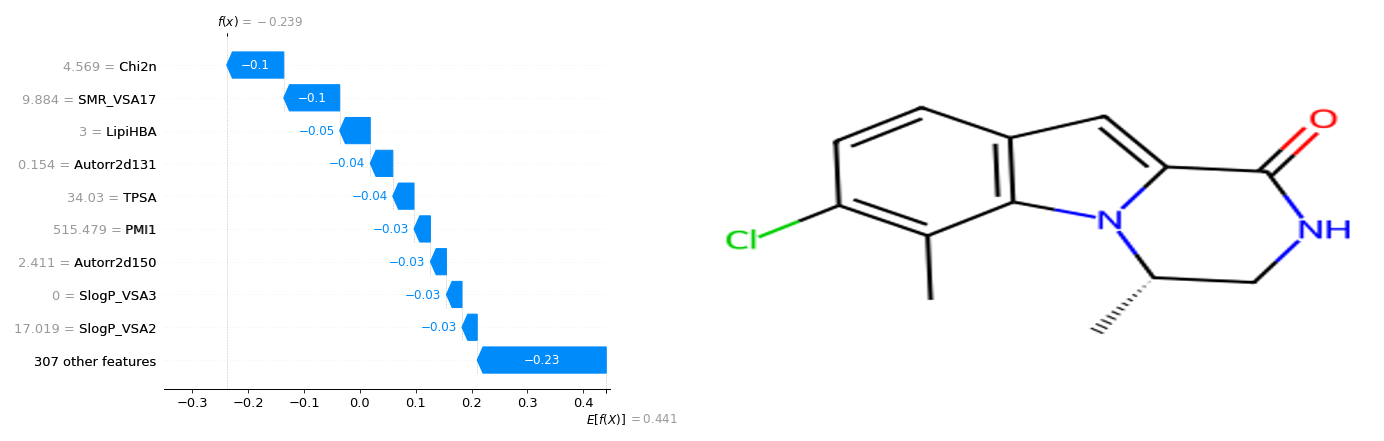 f(x) = −0.239
4.569 = Chi2n
−0.1
9.884 = SMR_VSA17
−0.1
3 = LipiHBA
−0.05
0.154 = Autorr2d131
−0.04
34.03 = TPSA
−0.04
515.479 = PMI1
−0.03
2.411 = Autorr2d150
−0.03
0 = SlogP_VSA3
−0.03
17.019 = SlogP_VSA2
−0.03
307 other features
−0.23
−0.3 −0.2 −0.1 0.0 0.1 0.2 0.3 0.4
E[f(X)] = 0.441
O
N
NH
Cl